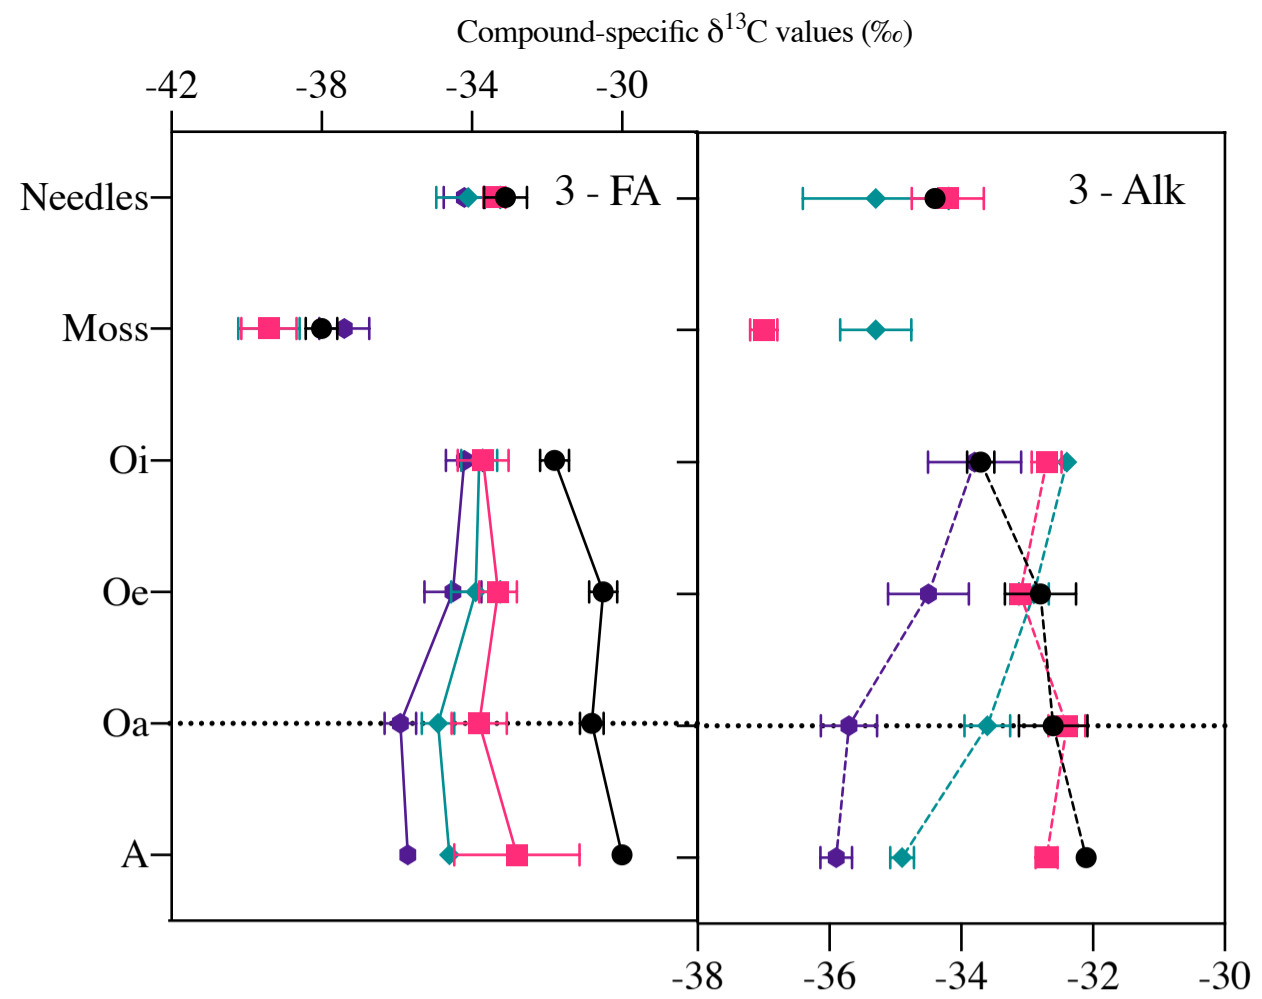 Compound-specific δ¹³C values (‰)
-42 -38 -34 -30
Needles 3 - FA 3 - Alk
Moss
Oi
Oe
Oa
A
-38 -36 -34 -32 -30